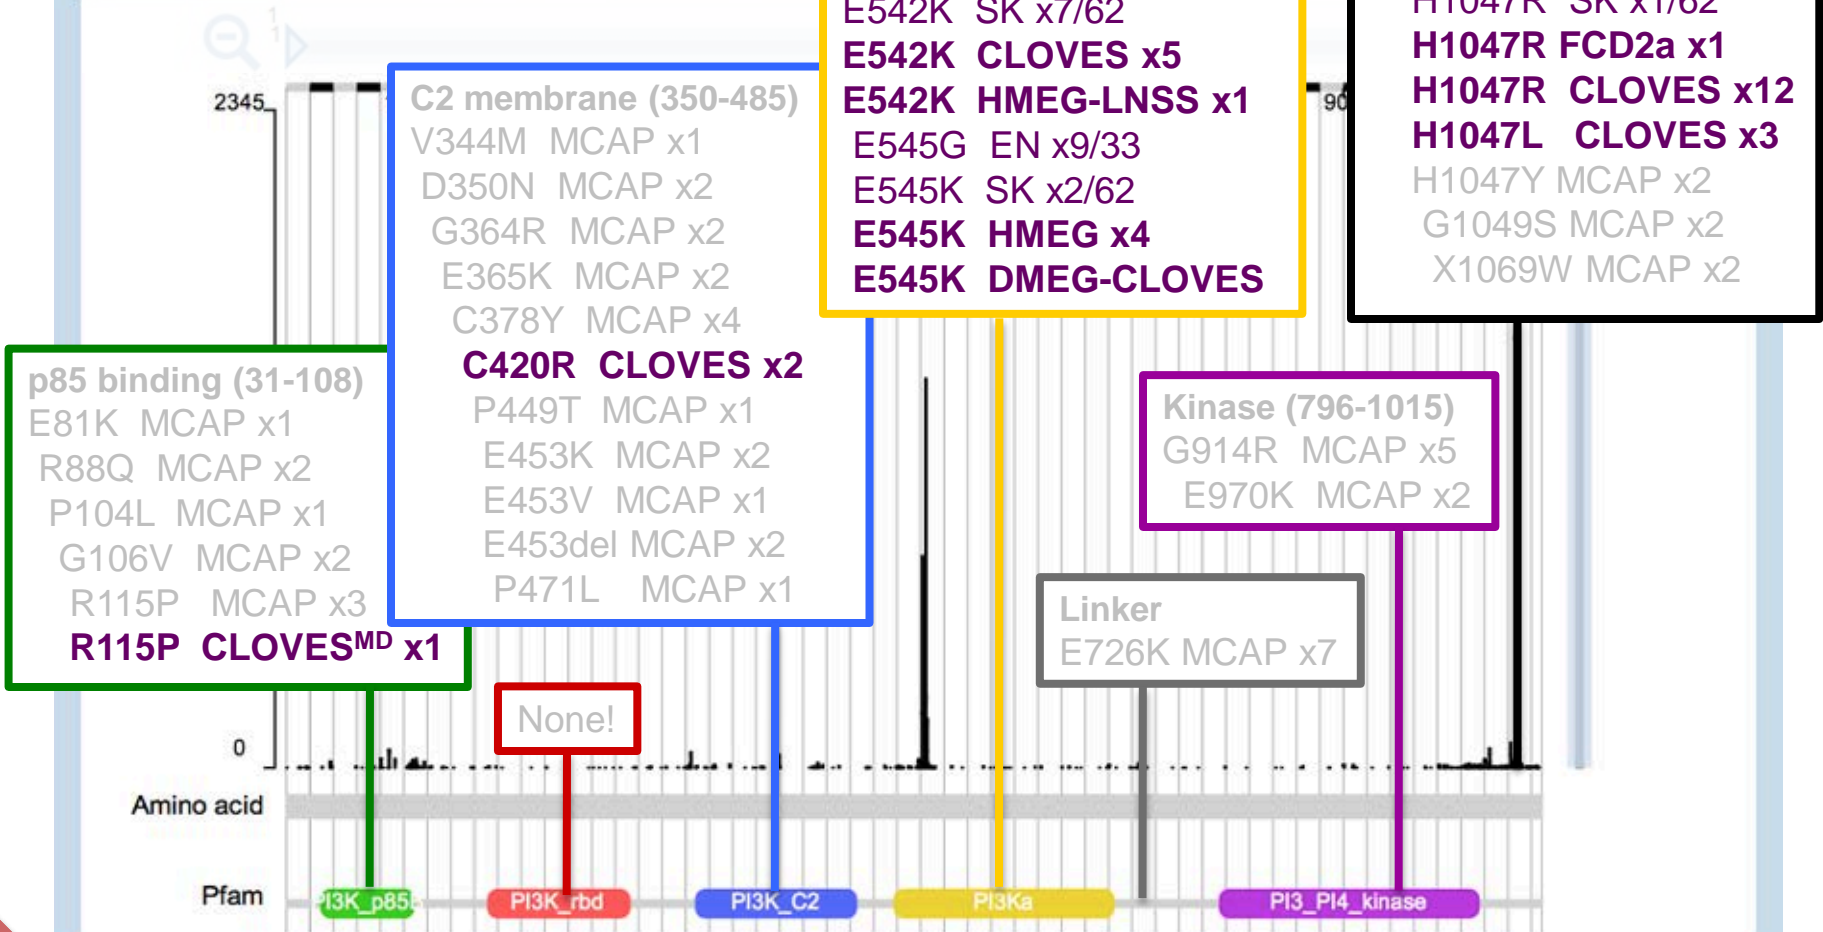 E542K SK x7/62
E542K CLOVES x5
E542K HMEG-LNSS x1
E545G EN x9/33
E545K SK x2/62
E545K HMEG x4
E545K DMEG-CLOVES
H1047R SK x1/62
H1047R FCD2a x1
H1047R CLOVES x12
H1047L CLOVES x3
H1047Y MCAP x2
G1049S MCAP x2
X1069W MCAP x2
1
1
2345
90
C2 membrane (350-485)
V344M MCAP x1
D350N MCAP x2
G364R MCAP x2
E365K MCAP x2
C378Y MCAP x4
C420R CLOVES x2
P449T MCAP x1
E453K MCAP x2
E453V MCAP x1
E453del MCAP x2
P471L MCAP x1
p85 binding (31-108)
E81K MCAP x1
R88Q MCAP x2
P104L MCAP x1
G106V MCAP x2
R115P MCAP x3
R115P CLOVESMD x1
Kinase (796-1015)
G914R MCAP x5
E970K MCAP x2
Linker
E726K MCAP x7
None!
0
Amino acid
Pfam
PI3K_p85
PI3K_rbd
PI3K_C2
PI3Ka
PI3_PI4_kinase